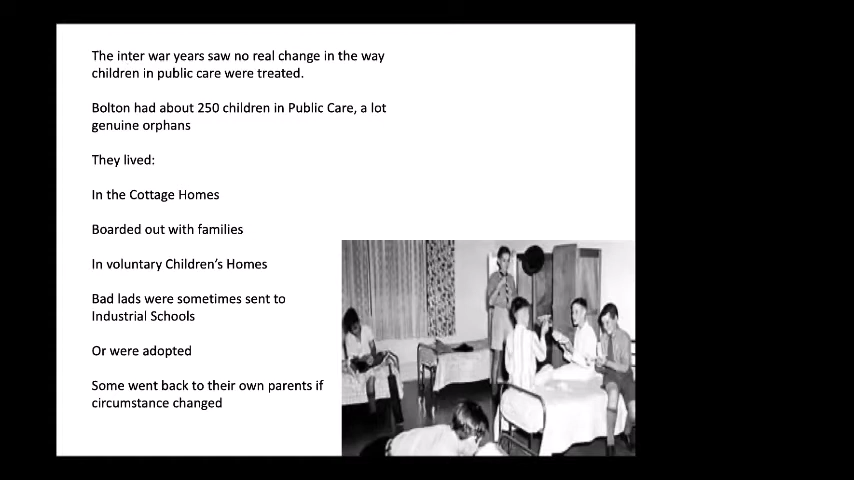 The inter war years saw no real change in the way
children in public care were treated.
Bolton had about 250 children in Public Care, a lot
genuine orphans
They lived:
In the Cottage Homes
Boarded out with families
In voluntary Children's Homes
Bad lads were sometimes sent to
Industrial Schools
Or were adopted
Some went back to their own parents if
circumstance changed